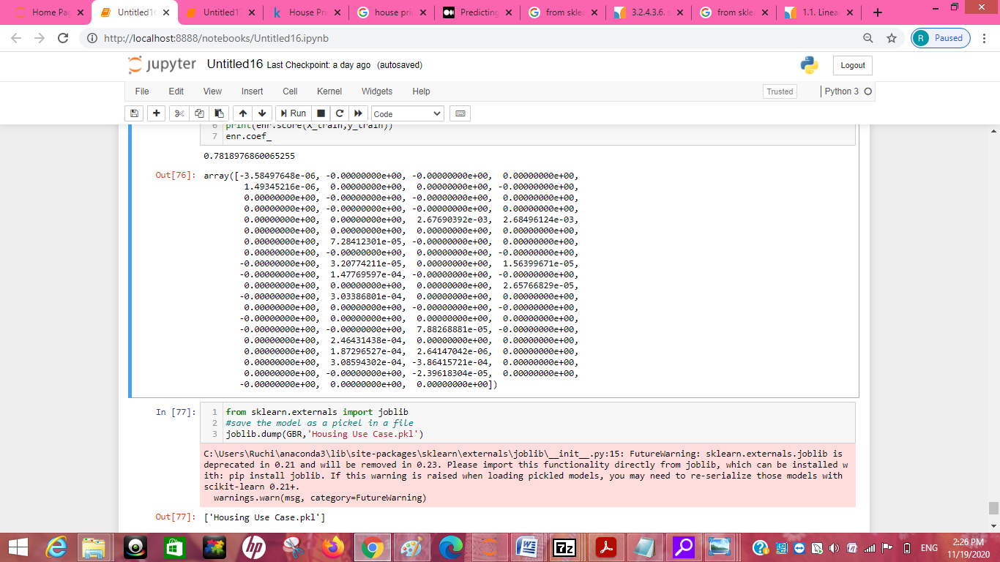 Home Pag
Untitled16
Untitled17
House Pri
house pric
Predicting
from sklea
3.2.4.3.6. s
from sklea
1.1. Linea
http://localhost:8888/notebooks/Untitled16.ipynb
R Paused
jupyter Untitled16 Last Checkpoint: a day ago (autosaved)
Logout
File Edit View Insert Cell Kernel Widgets Help
Trusted
Python 3
Run
Code
6 print(enr.score(X_train,y_train))
7 enr.coef_
0.7818976860065255
Out[76]: array([-3.58497648e-06, -0.00000000e+00, -0.00000000e+00, 0.00000000e+00,
1.49345216e-06, 0.00000000e+00, 0.00000000e+00, -0.00000000e+00,
0.00000000e+00, -0.00000000e+00, -0.00000000e+00, 0.00000000e+00,
0.00000000e+00, -0.00000000e+00, -0.00000000e+00, 0.00000000e+00,
0.00000000e+00, 0.00000000e+00, 2.67690392e-03, 2.68496124e-03,
0.00000000e+00, 0.00000000e+00, 0.00000000e+00, 0.00000000e+00,
0.00000000e+00, 7.28412301e-05, -0.00000000e+00, 0.00000000e+00,
0.00000000e+00, -0.00000000e+00, 0.00000000e+00, -0.00000000e+00,
-0.00000000e+00, 3.20774211e-05, 0.00000000e+00, 1.56399671e-05,
-0.00000000e+00, 1.47769597e-04, -0.00000000e+00, -0.00000000e+00,
0.00000000e+00, 0.00000000e+00, 0.00000000e+00, 2.65766829e-05,
-0.00000000e+00, 3.03386801e-04, 0.00000000e+00, 0.00000000e+00,
0.00000000e+00, 0.00000000e+00, -0.00000000e+00, -0.00000000e+00,
-0.00000000e+00, 0.00000000e+00, 0.00000000e+00, 0.00000000e+00,
-0.00000000e+00, -0.00000000e+00, 7.88268881e-05, -0.00000000e+00,
0.00000000e+00, 2.46431438e-04, 0.00000000e+00, 0.00000000e+00,
0.00000000e+00, 1.87296527e-04, 2.64147042e-06, 0.00000000e+00,
0.00000000e+00, 3.08594302e-04, -3.86415721e-04, 0.00000000e+00,
0.00000000e+00, -0.00000000e+00, -2.39618304e-05, 0.00000000e+00,
-0.00000000e+00, 0.00000000e+00, 0.00000000e+00])
In [77]: 1 from sklearn.externals import joblib
2 #save the model as a pickel in a file
3 joblib.dump(GBR,'Housing Use Case.pkl')
C:\Users\Ruchi\anaconda3\lib\site-packages\sklearn\externals\joblib\__init__.py:15: FutureWarning: sklearn.externals.joblib is
deprecated in 0.21 and will be removed in 0.23. Please import this functionality directly from joblib, which can be installed w
ith: pip install joblib. If this warning is raised when loading pickled models, you may need to re-serialize those models with
scikit-learn 0.21+.
warnings.warn(msg, category=FutureWarning)
Out[77]: ['Housing Use Case.pkl']
hp
7z
ENG
2:26 PM
11/19/2020